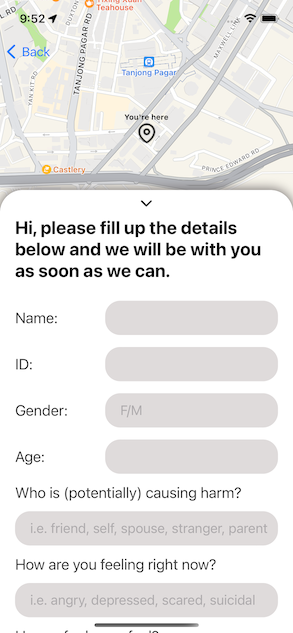 9:52
Yixing Xuan
Teahouse
L RD
DUXTON
MAXWELL LINK
Back
Tanjong Pagar
YAN KIT RD
TANJONG PAGAR RD
You're here
PRINCE EDWARD RD
Castlery
Hi, please fill up the details
below and we will be with you
as soon as we can.
Name:
ID:
Gender: F/M
Age:
Who is (potentially) causing harm?
i.e. friend, self, spouse, stranger, parent
How are you feeling right now?
i.e. angry, depressed, scared, suicidal